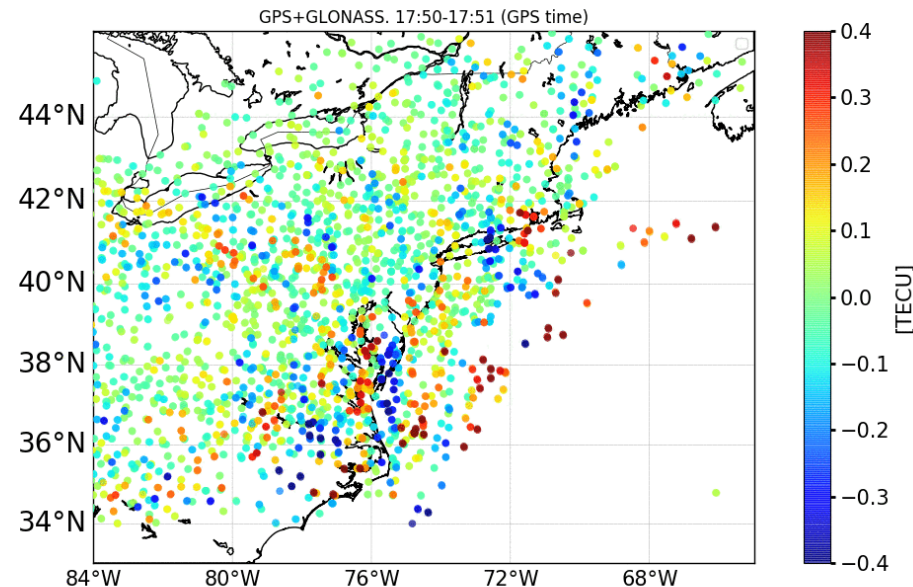 GPS+GLONASS. 17:50-17:51 (GPS time)
44°N
42°N
40°N
38°N
36°N
34°N
84°W
80°W
76°W
72°W
68°W
0.4
0.3
0.2
0.1
0.0
−0.1
−0.2
−0.3
−0.4
[TECU]